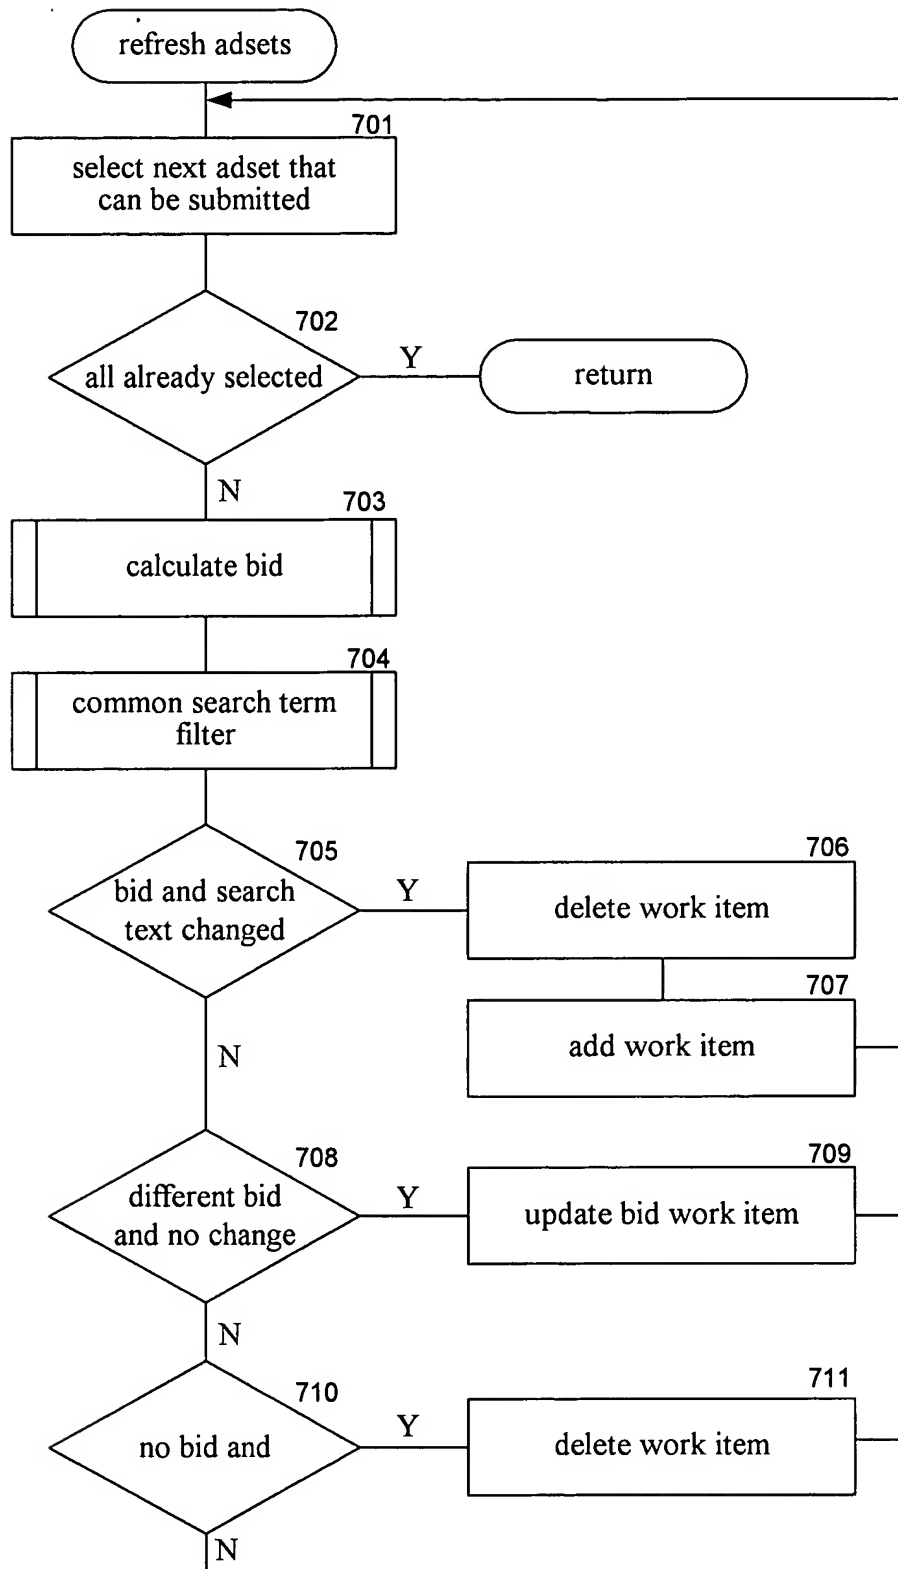 refresh adsets
701
select next adset that
can be submitted
702
all already selected
Y
return
N
703
calculate bid
704
common search term
filter
705
bid and search
text changed
Y
706
delete work item
707
add work item
N
708
different bid
and no change
Y
709
update bid work item
N
710
no bid and
Y
711
delete work item
N